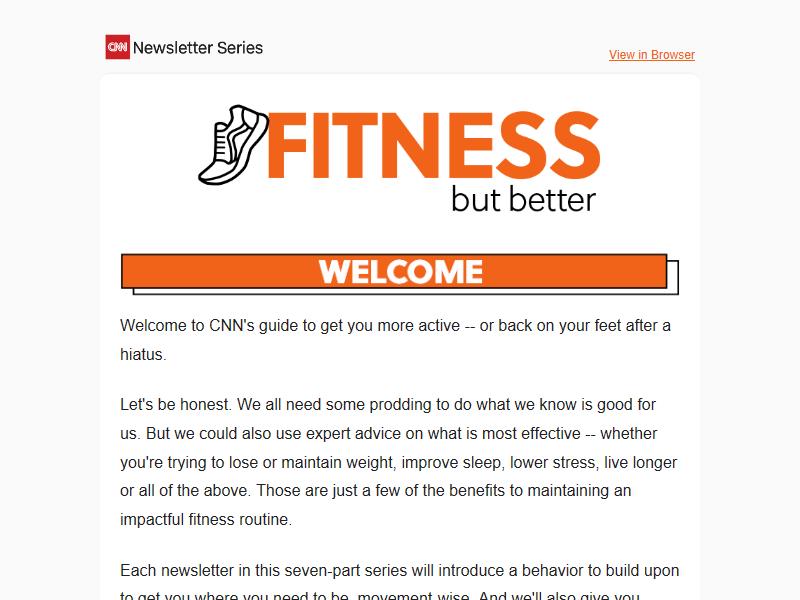 CNN Newsletter Series
View in Browser
FITNESS
but better
WELCOME
Welcome to CNN's guide to get you more active -- or back on your feet after a
hiatus.
Let's be honest. We all need some prodding to do what we know is good for
us. But we could also use expert advice on what is most effective -- whether
you're trying to lose or maintain weight, improve sleep, lower stress, live longer
or all of the above. Those are just a few of the benefits to maintaining an
impactful fitness routine.
Each newsletter in this seven-part series will introduce a behavior to build upon
to get you where you need to be, movement-wise. And we'll also give you